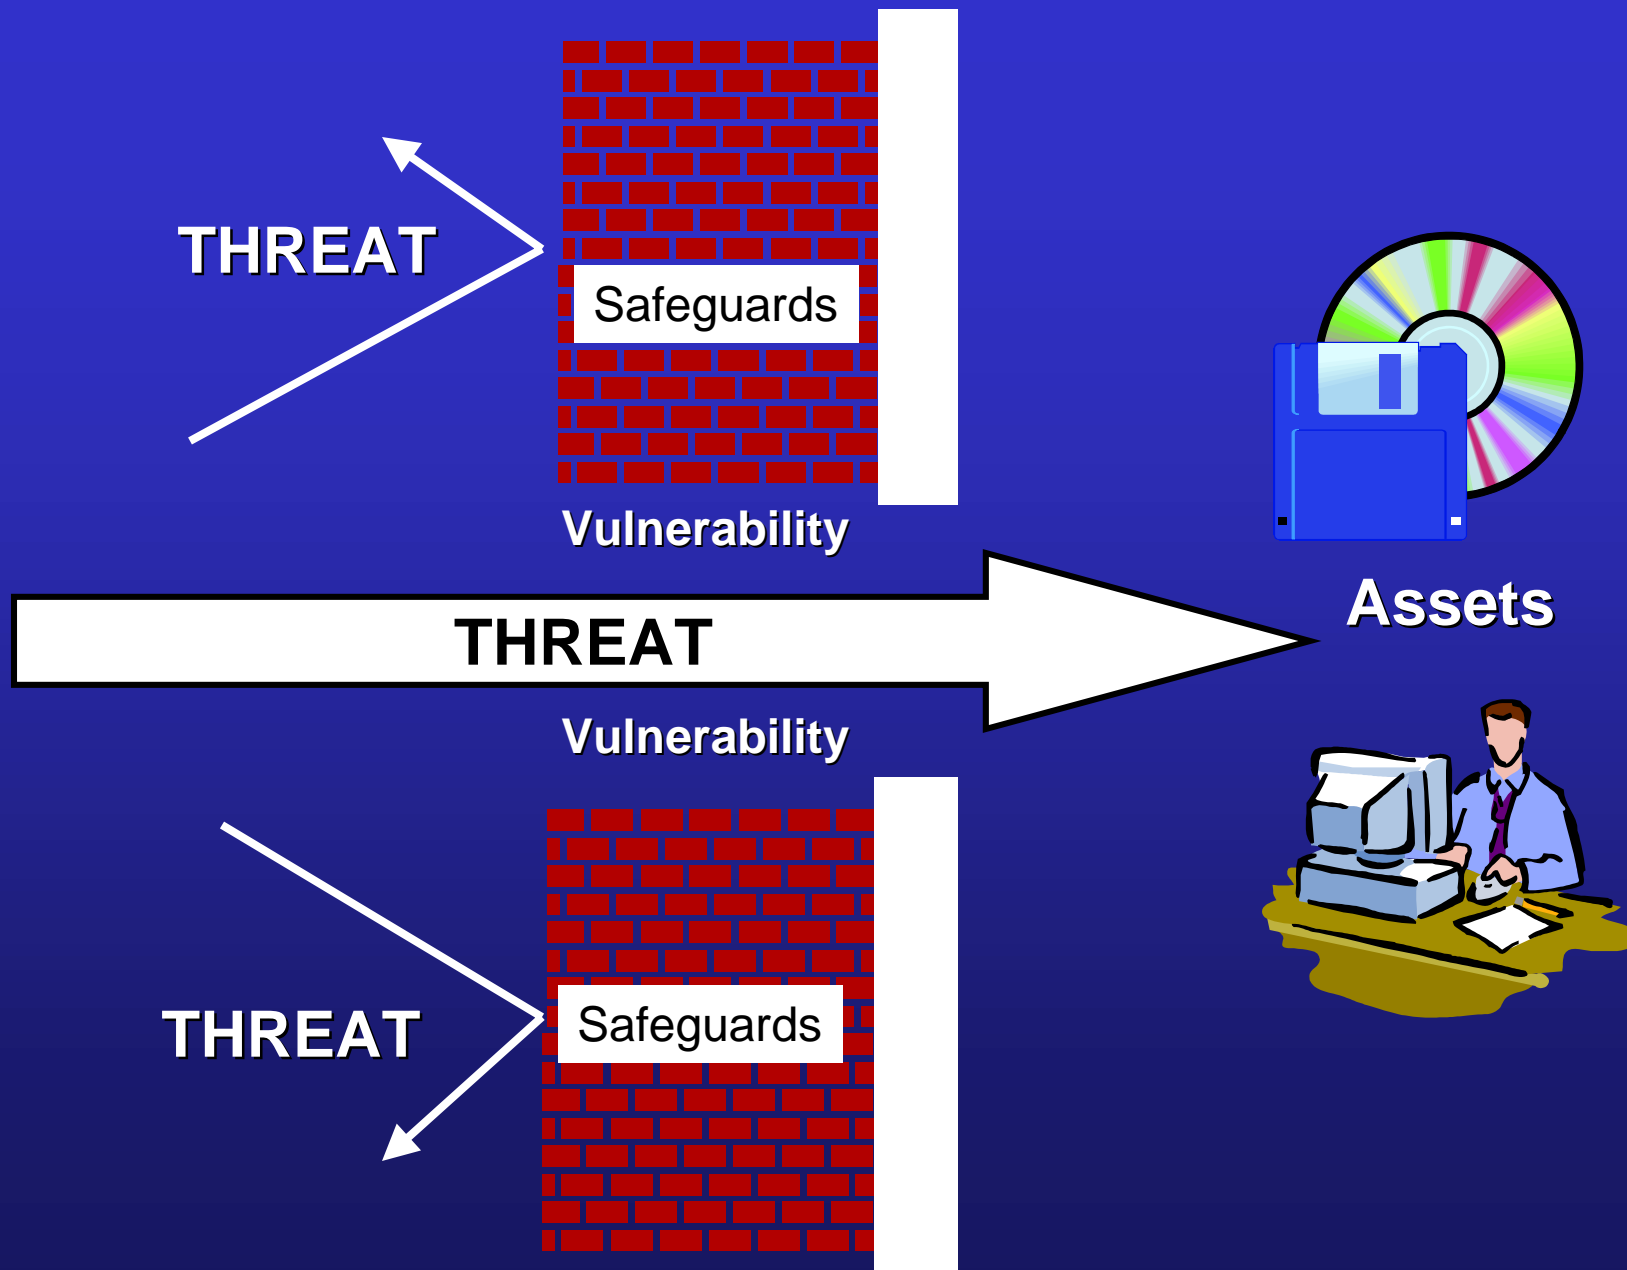 THREAT
Safeguards
Vulnerability
THREAT
Assets
Vulnerability
THREAT
Safeguards